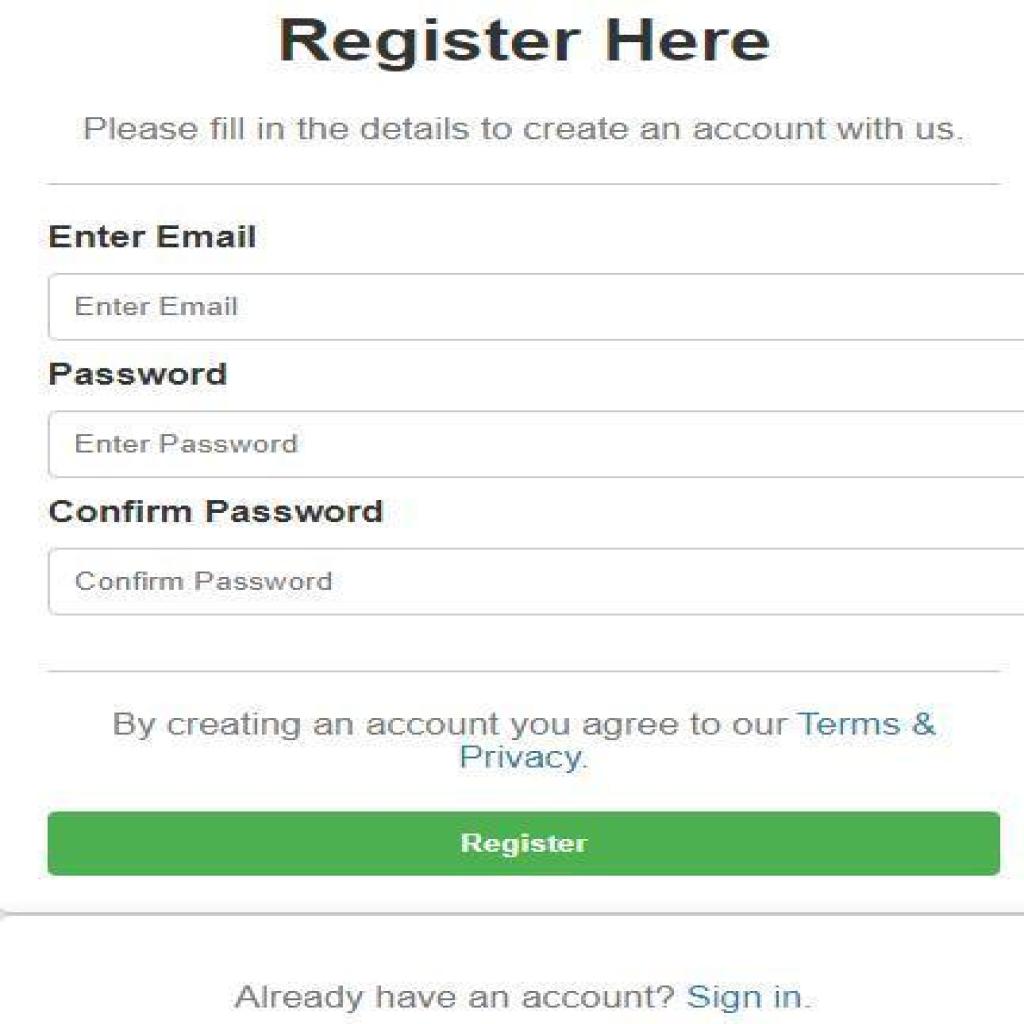 Register Here
Please fill in the details to create an account with us.
Enter Email
Enter Email
Password
Enter Password
Confirm Password
Confirm Password
By creating an account you agree to our Terms &
Privacy.
Register
Already have an account? Sign in.